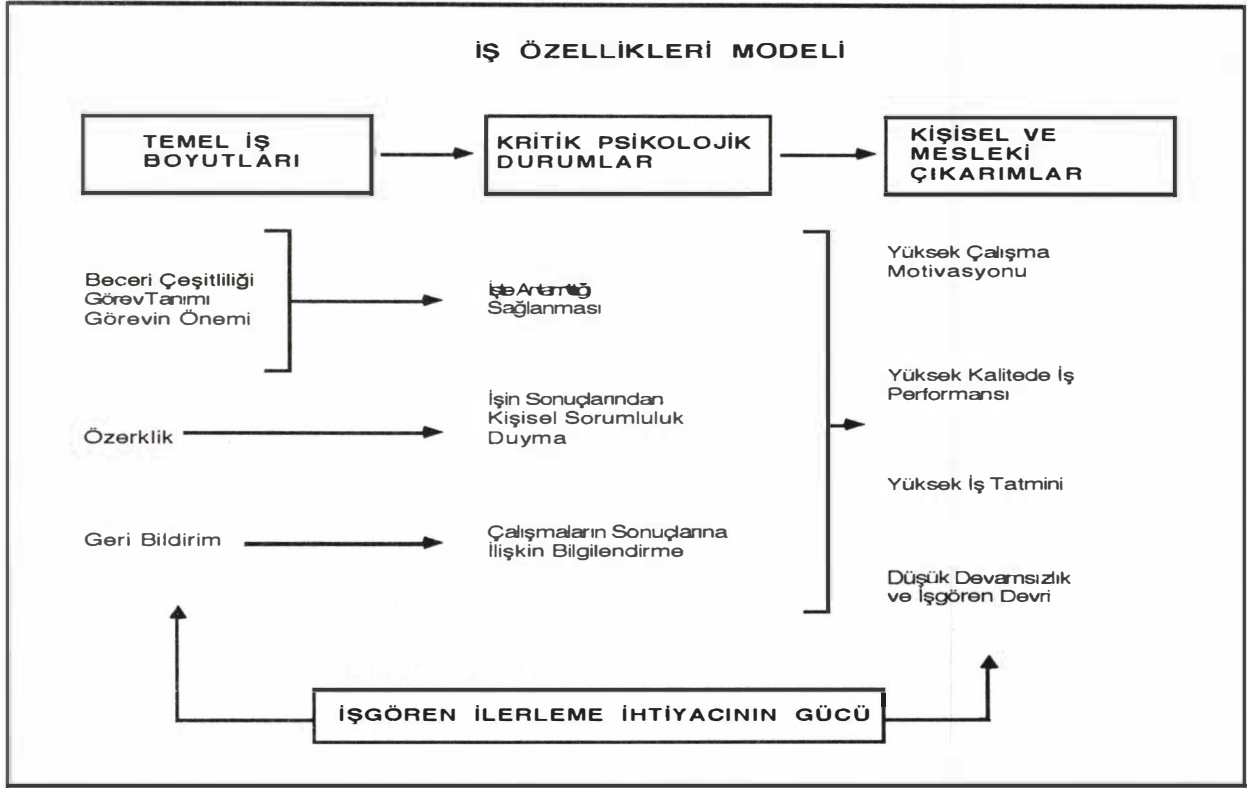 İŞ ÖZELLİKLERİ MODELİ
TEMEL İŞ
BOYUTLARI
KRİTİK PSİKOLOJİK
DURUMLAR
KİŞİSEL VE
MESLEKİ
ÇIKARIMLAR
Beceri Çeşitliliği
GörevTanımı
Görevin Önemi
İşte
Sağlanması
Özerklik
İşin Sonuçlarından
Kişisel Sorumluluk
Duyma
Geri Bildirim
Çalışmaların Sonuçlarına
İlişkin Bilgilendirme
Yüksek Çalışma
Motivasyonu
Yüksek Kalitede İş
Performansı
Yüksek İş Tatmini
Düşük Devamsızlık
ve İşgören Devri
İŞGÖREN İLERLEME İHTİYACININ GÜCÜ